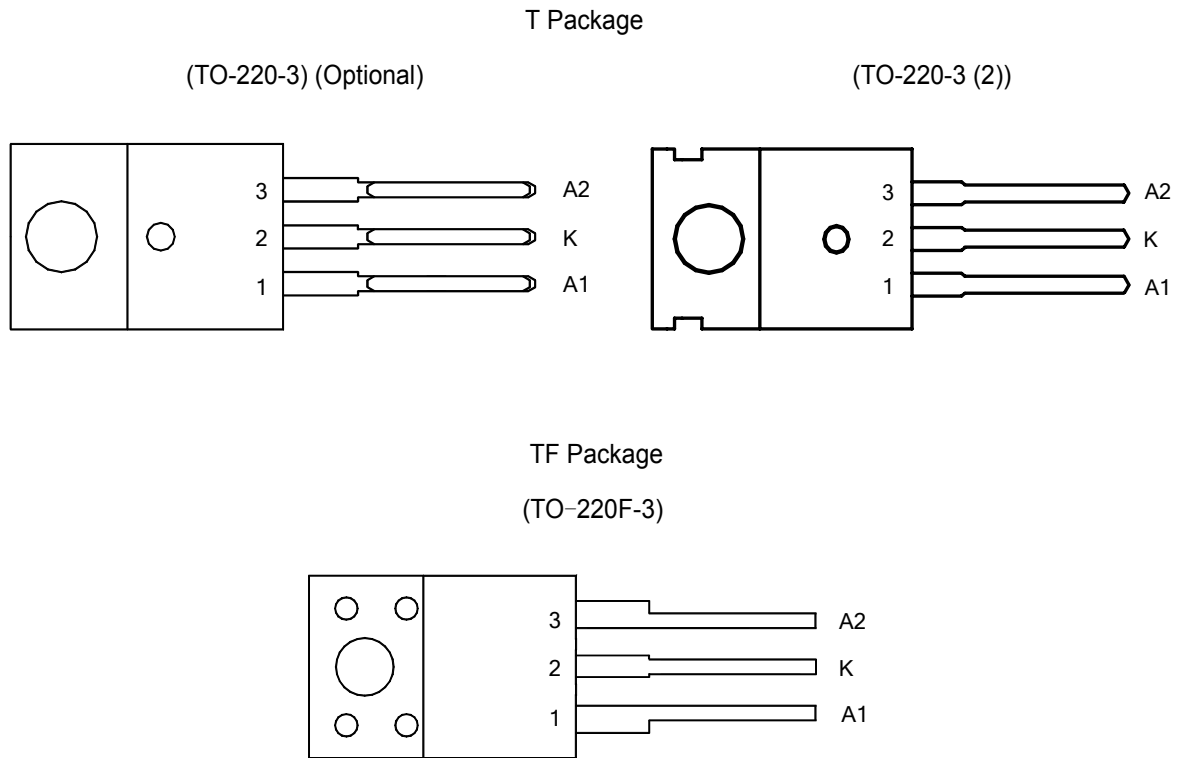 T Package
(TO-220-3) (Optional)
(TO-220-3 (2))
3 A2
2 K
1 A1
3 A2
2 K
1 A1
TF Package
(TO-220F-3)
3 A2
2 K
1 A1